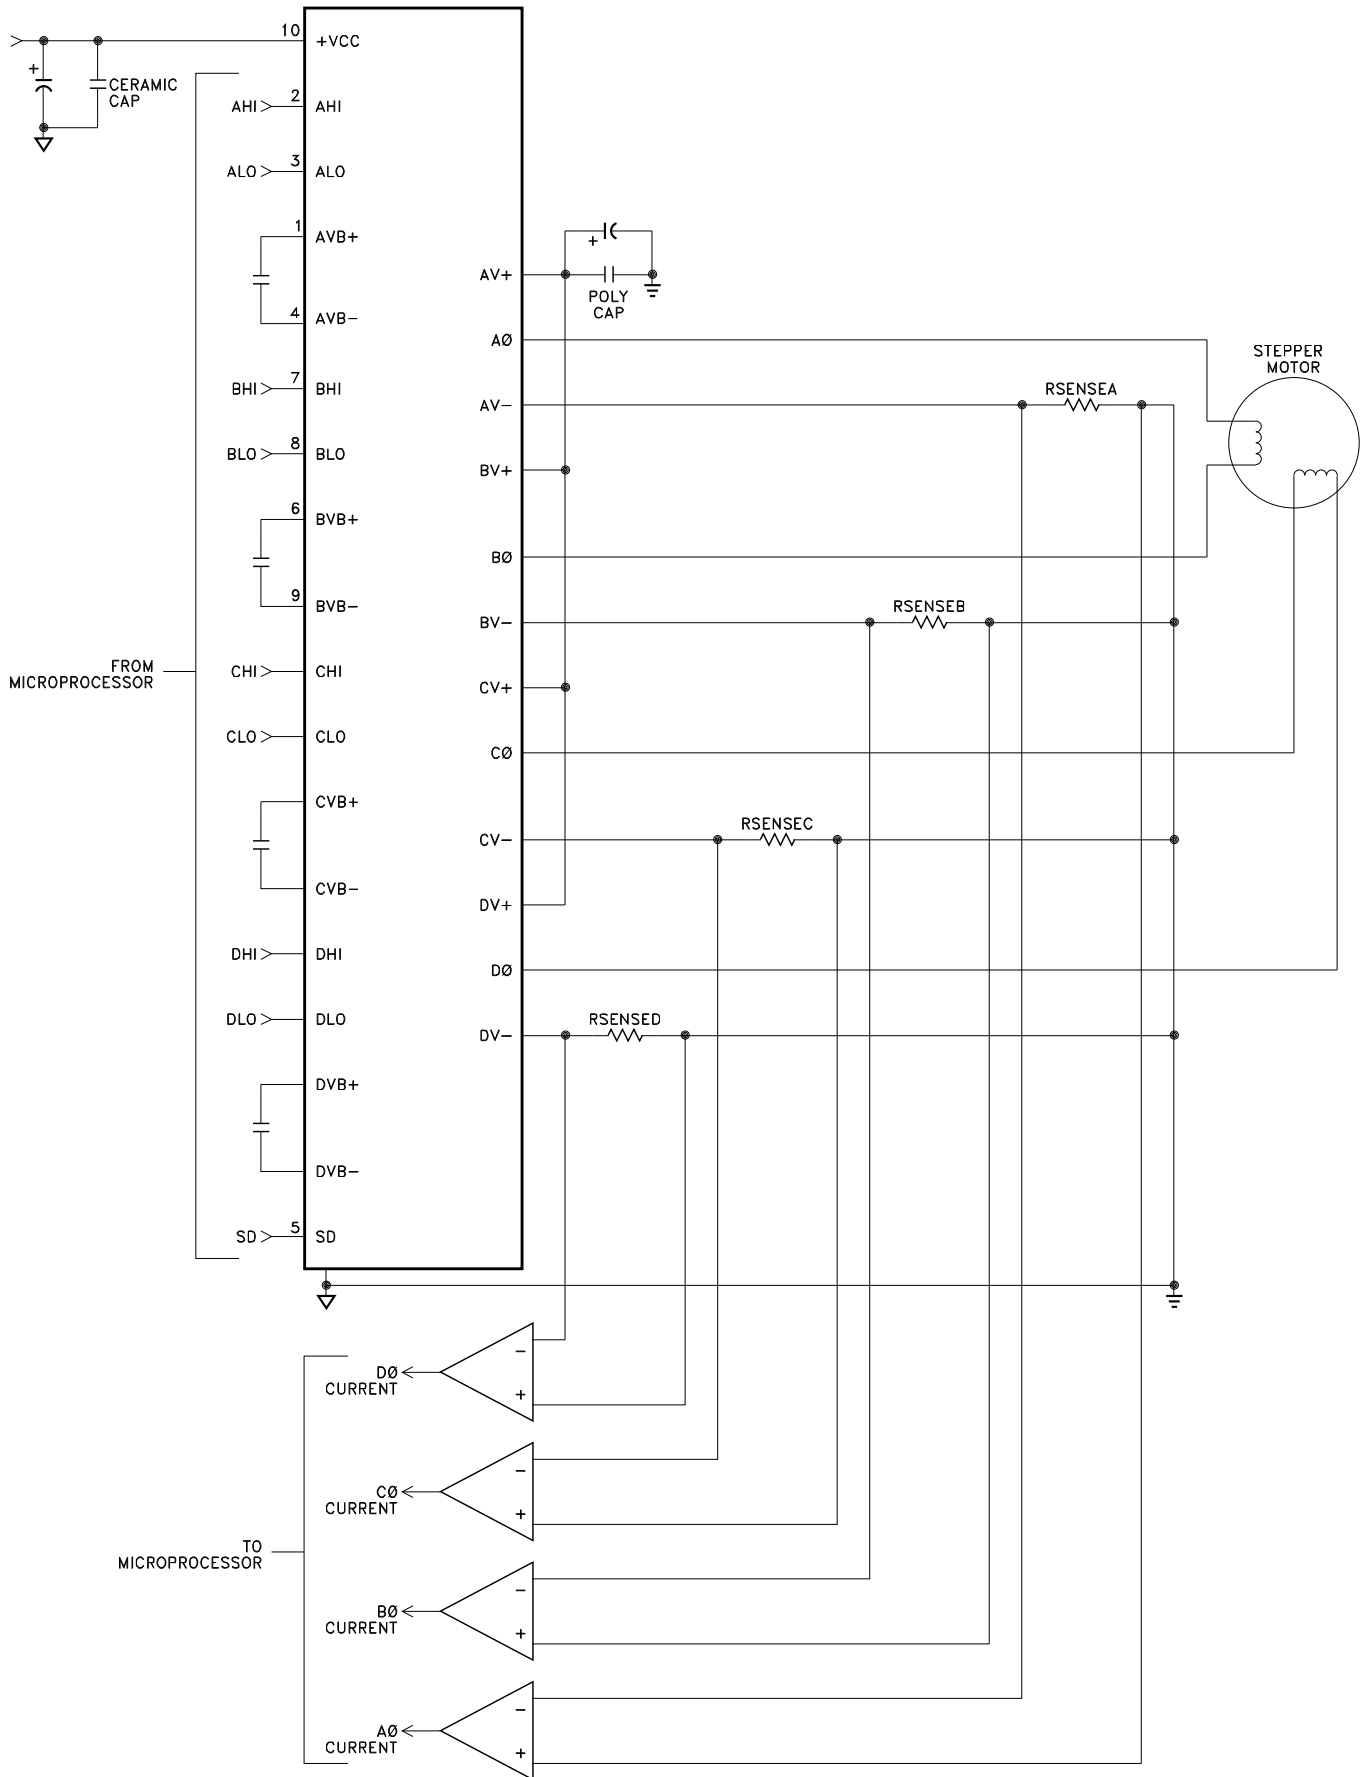 10
+VCC
+
CERAMIC
CAP
2
AHI
AHI
3
ALO
ALO
1
AVB+
+
AV+
POLY
CAP
4
AVB-
AØ
STEPPER
MOTOR
7
BHI
BHI
AV-
RSENSEA
8
BLO
BLO
BV+
6
BVB+
BØ
9
BVB-
RSENSEB
BV-
FROM
MICROPROCESSOR
CHI
CHI
CV+
CLO
CLO
CØ
CVB+
RSENSEC
CV-
CVB-
DV+
DHI
DHI
DØ
DLO
DLO
RSENSED
DV-
DVB+
DVB-
5
SD
SD
-
DØ
CURRENT
+
-
CØ
CURRENT
+
TO
MICROPROCESSOR
-
BØ
CURRENT
+
-
AØ
CURRENT
+